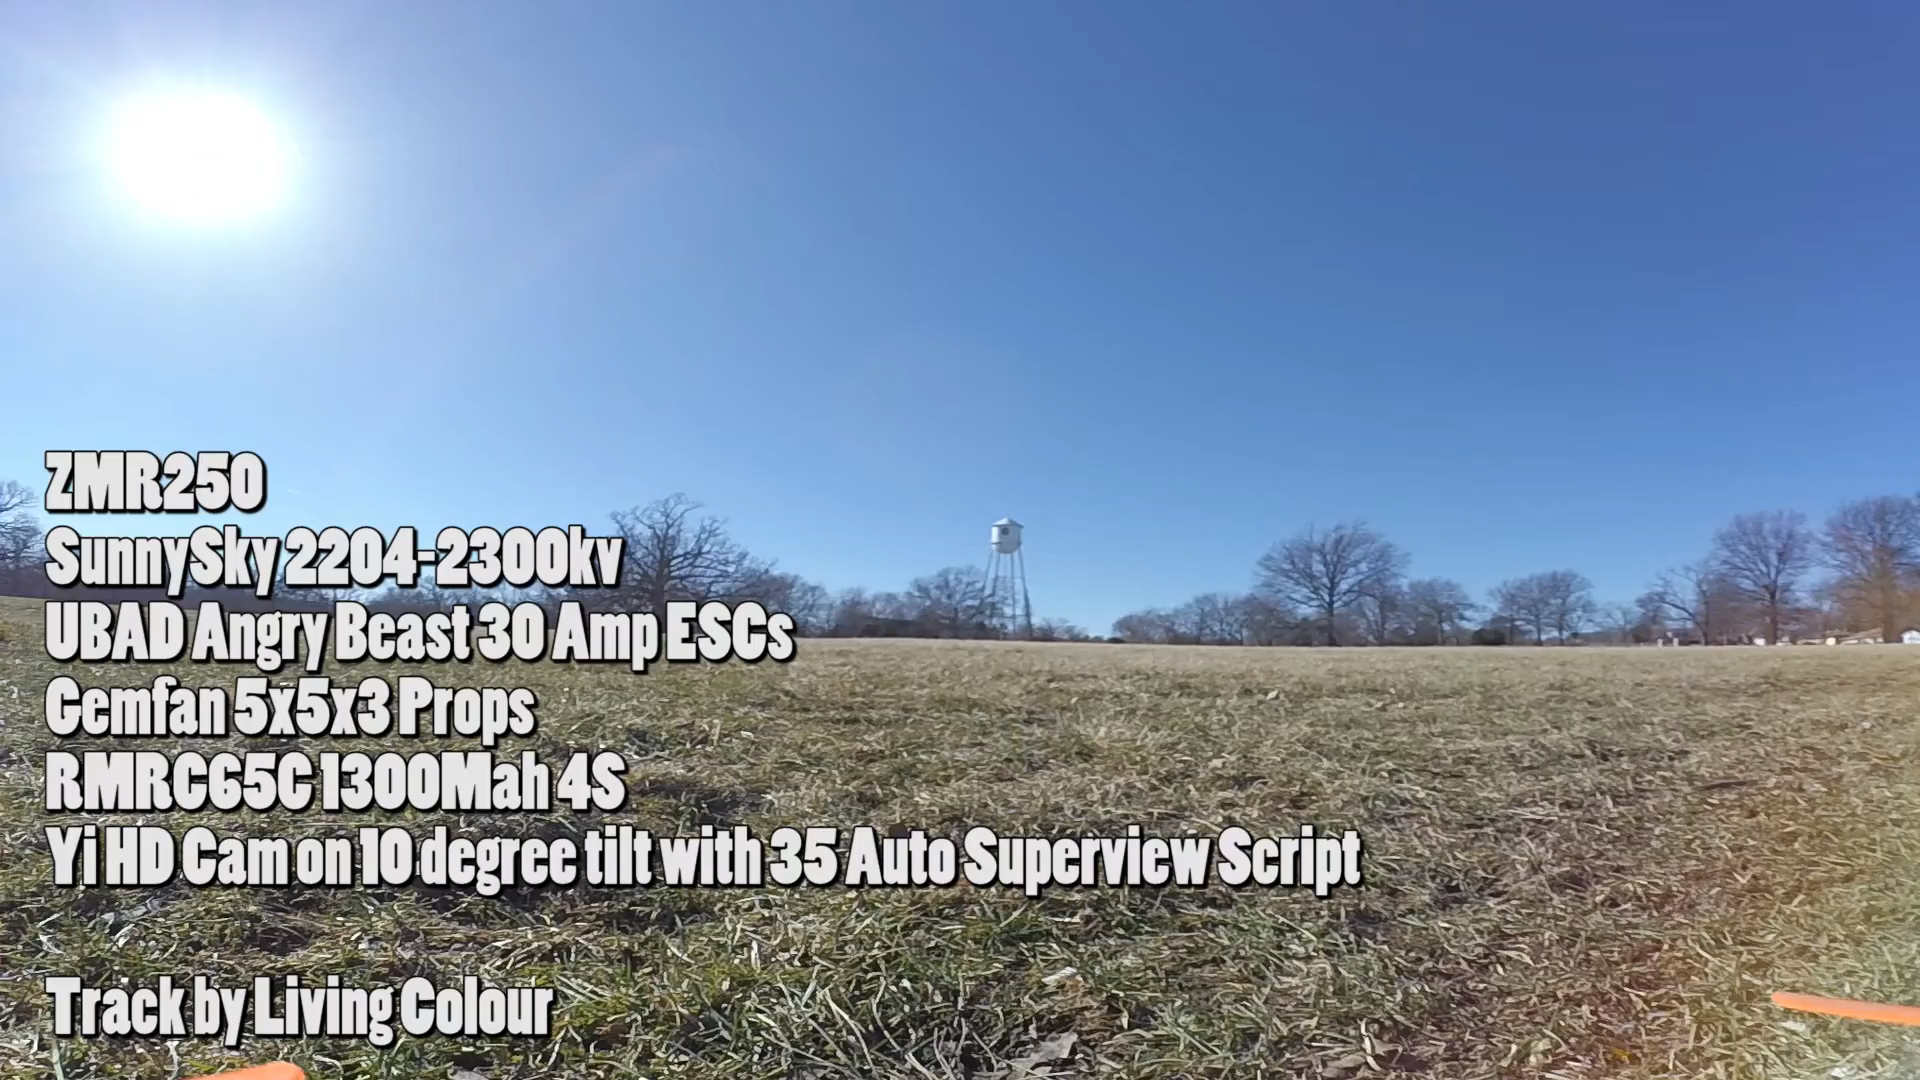 ZMR250
SunnySky 2204-2300kv
UBAD Angry Beast 30 Amp ESCs
Gemfan 5x5x3 Props
RMRC65C 1300Mah 4S
Yi HD Cam on 10 degree tilt with 35 Auto Superview Script
Track by Living Colour